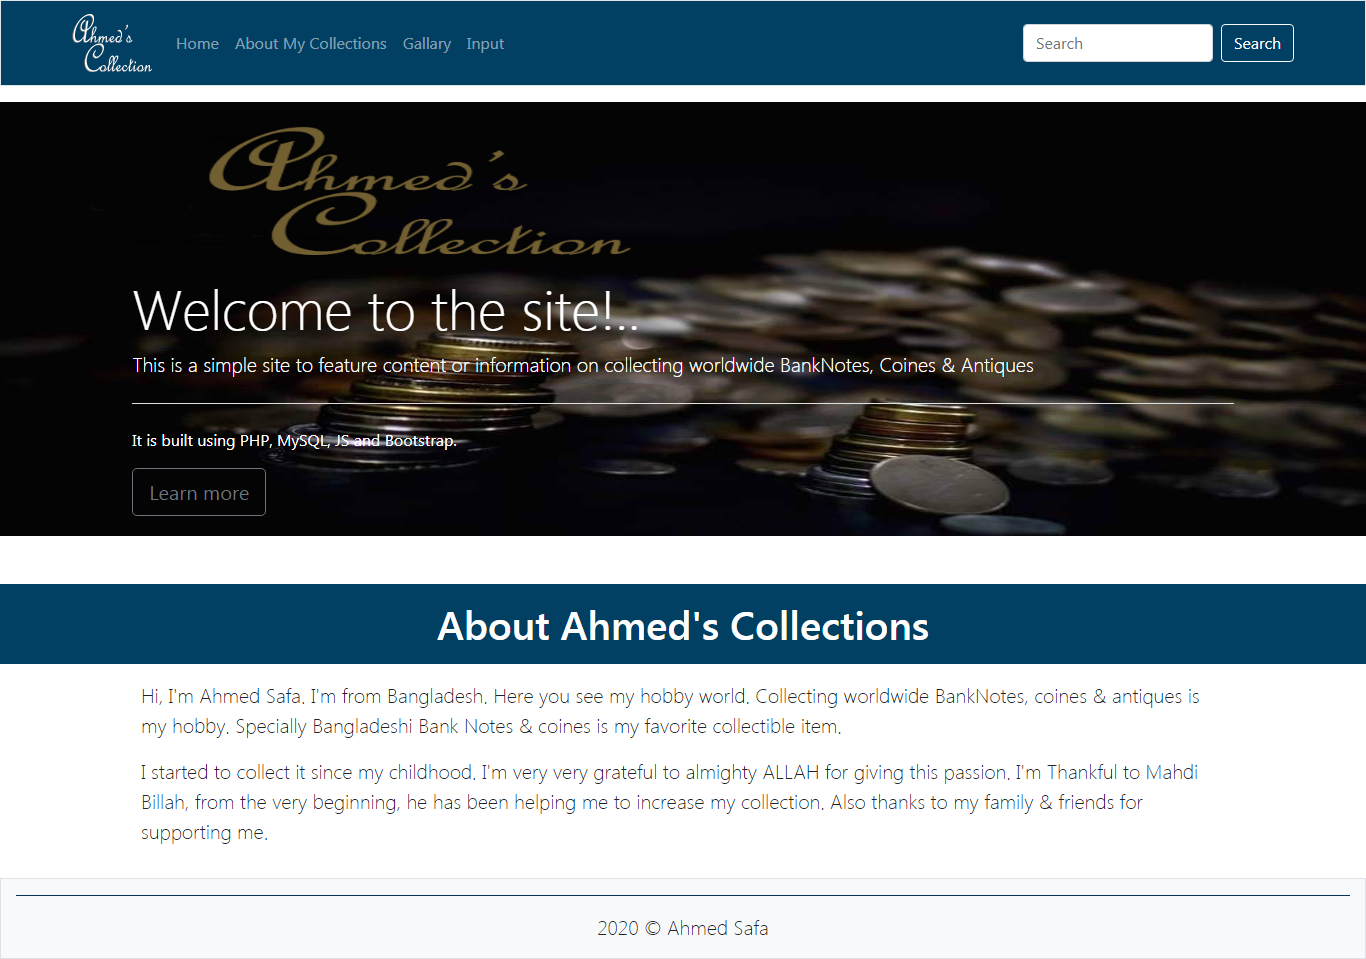 Ahmed's
Collection
Home About My Collections Gallary Input
Search Search
Ahmed's
Collection
Welcome to the site!..
This is a simple site to feature content or information on collecting worldwide BankNotes, Coines & Antiques
It is built using PHP, MySQL, JS and Bootstrap.
Learn more
About Ahmed's Collections
Hi, I'm Ahmed Safa. I'm from Bangladesh. Here you see my hobby world. Collecting worldwide BankNotes, coines & antiques is
my hobby. Specially Bangladeshi Bank Notes & coines is my favorite collectible item.
I started to collect it since my childhood. I'm very very grateful to almighty ALLAH for giving this passion. I'm Thankful to Mahdi
Billah, from the very beginning, he has been helping me to increase my collection. Also thanks to my family & friends for
supporting me.
2020 © Ahmed Safa